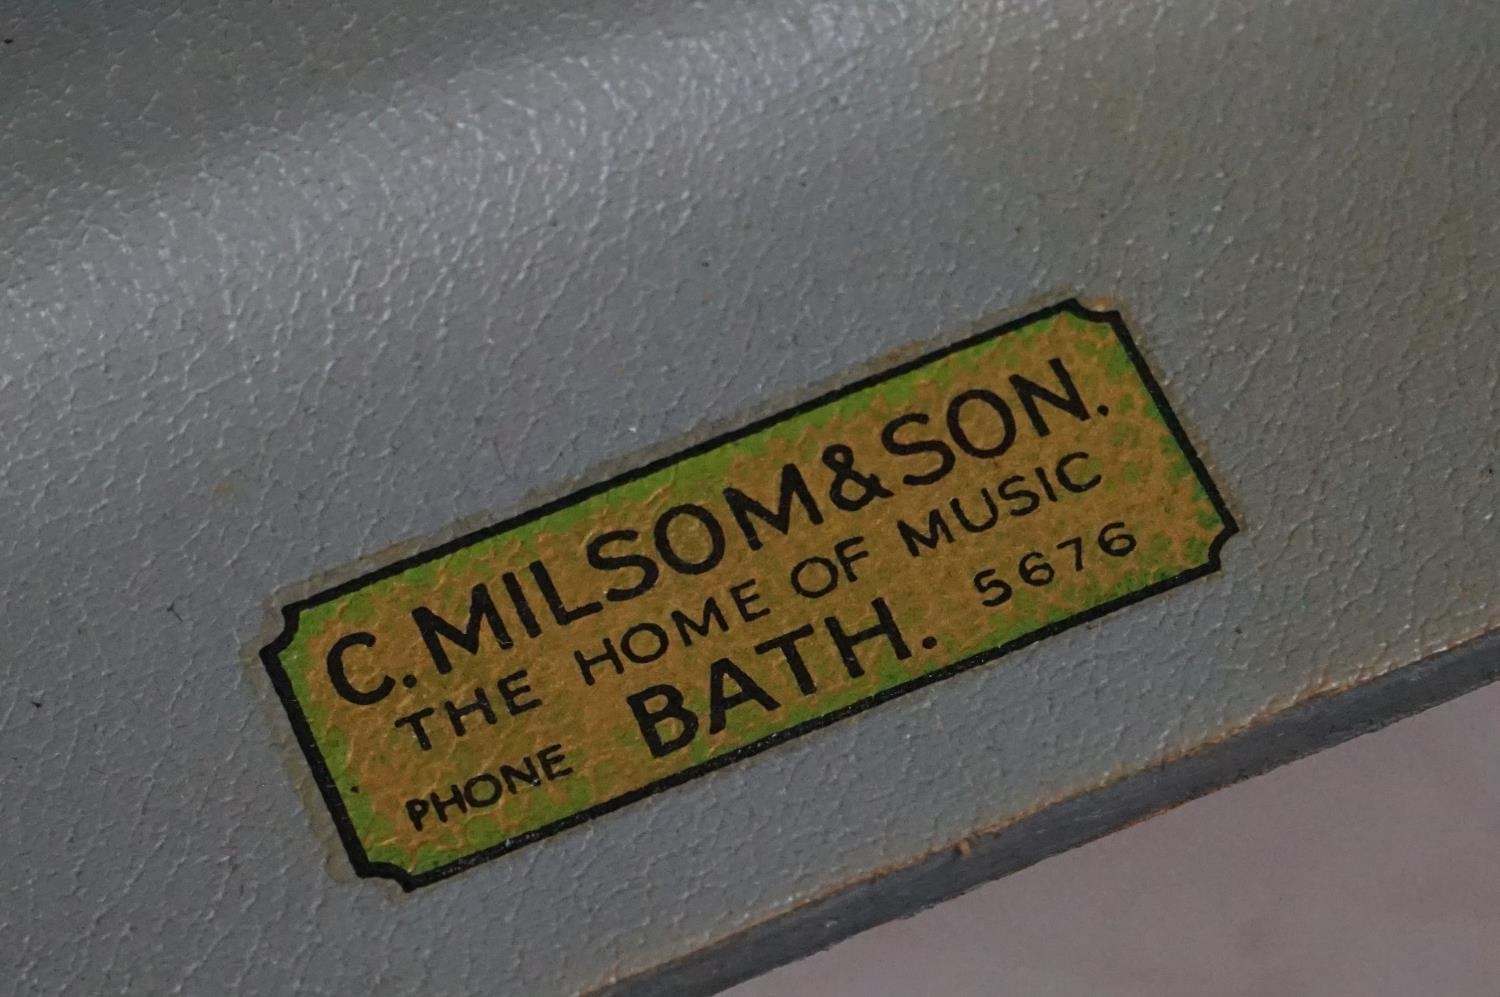 C. MILSOM & SON.
THE HOME OF MUSIC
PHONE BATH. 5676